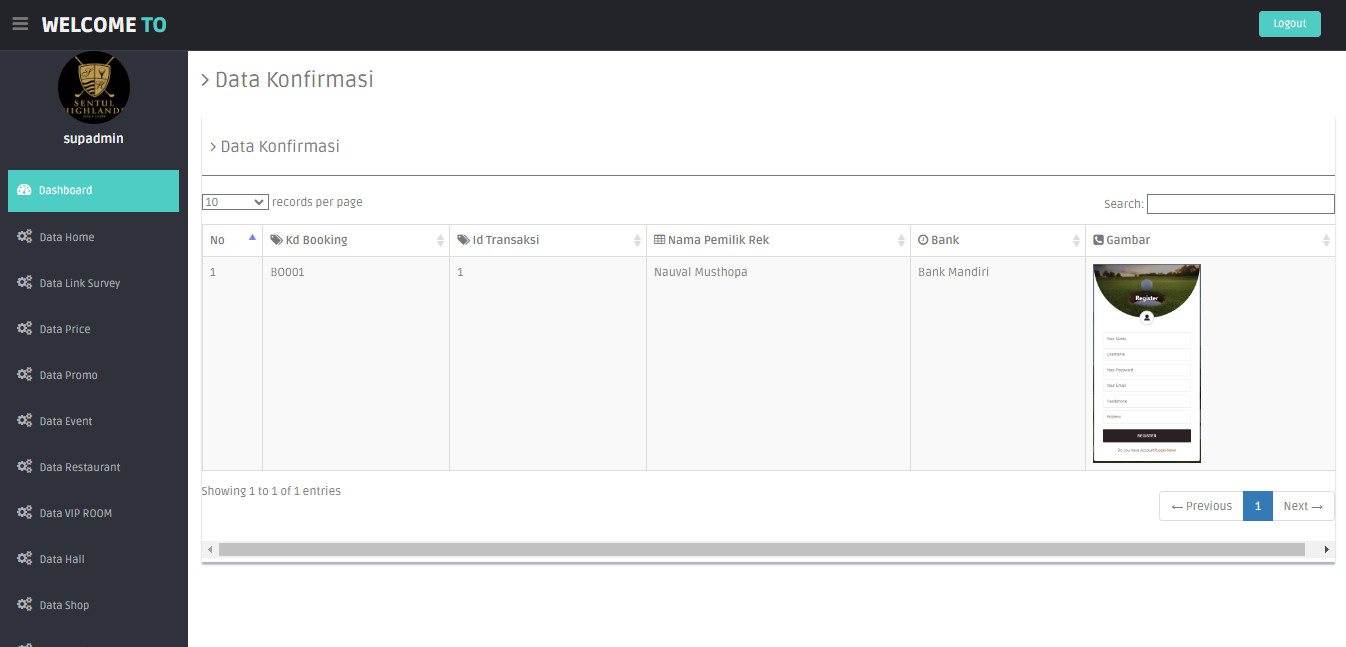 WELCOME TO
Logout
SENTUL
HIGHLANDS
supadmin
Dashboard
Data Home
Data Link Survey
Data Price
Data Promo
Data Event
Data Restaurant
Data VIP ROOM
Data Hall
Data Shop
Data Konfirmasi
Data Konfirmasi
10 records per page
Search:
No Kd Booking Id Transaksi Nama Pemilik Rek Bank Gambar
1 BO001 1 Nauval Musthopa Bank Mandiri
Register
Your Name
Username
Your Password
Your Email
Handphone
Address
REGISTER
Do you have Account?Login Now!
Showing 1 to 1 of 1 entries
← Previous 1 Next →